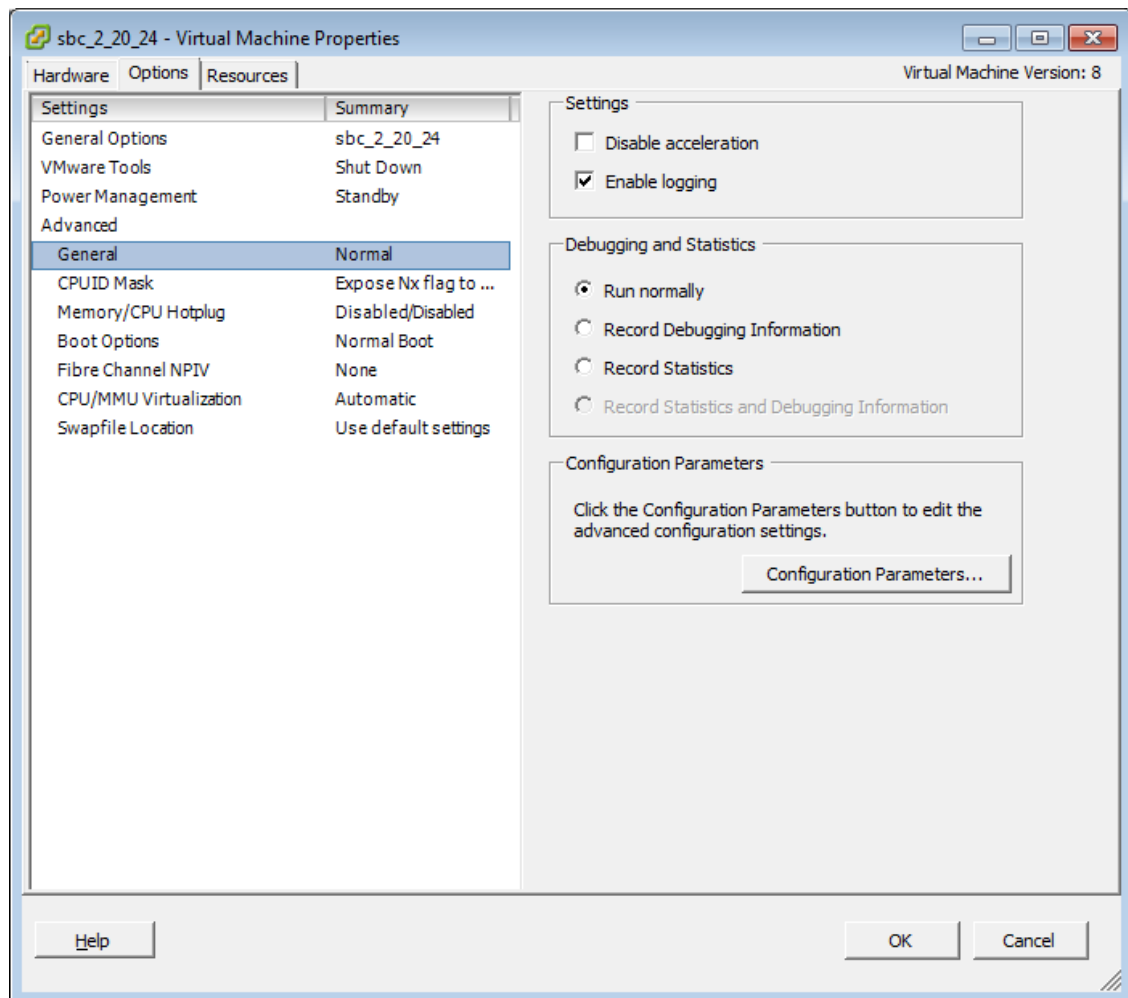 sbc_2_20_24 - Virtual Machine Properties
Hardware Options Resources Virtual Machine Version: 8
Settings Summary
General Options sbc_2_20_24
VMware Tools Shut Down
Power Management Standby
Advanced
General Normal
CPUID Mask Expose Nx flag to ...
Memory/CPU Hotplug Disabled/Disabled
Boot Options Normal Boot
Fibre Channel NPIV None
CPU/MMU Virtualization Automatic
Swapfile Location Use default settings
Settings
Disable acceleration
Enable logging
Debugging and Statistics
Run normally
Record Debugging Information
Record Statistics
Record Statistics and Debugging Information
Configuration Parameters
Click the Configuration Parameters button to edit the
advanced configuration settings.
Configuration Parameters...
Help OK Cancel